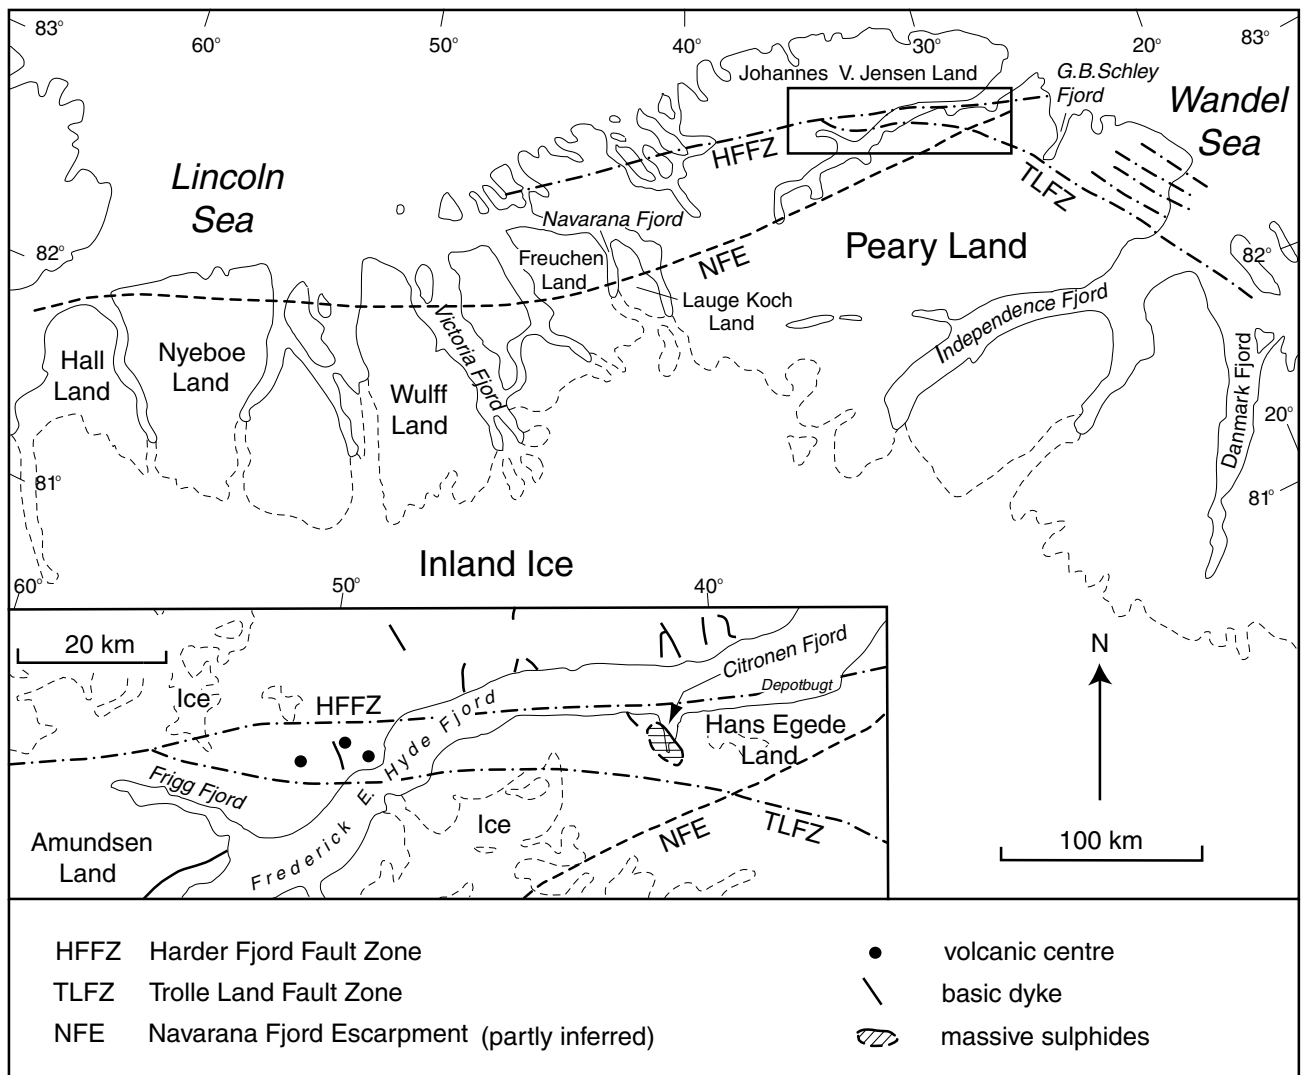 83°
60°
50°
40°
30°
20°
83°
Johannes V. Jensen Land
G.B.Schley
Fjord
Wandel
Sea
HFFZ
Lincoln
Sea
TLFZ
Navarana Fjord
82°
Peary Land
82°
NFE
Freuchen
Land
Lauge Koch
Land
Independence Fjord
Victoria Fjord
Hall
Land
Nyeboe
Land
Wulff
Land
Danmark Fjord
20°
81°
81°
Inland Ice
60°
50°
40°
20 km
N
Citronen Fjord
Depotbugt
Ice
HFFZ
Hans Egede
Land
Frederick E. Hyde Fjord
Frigg Fjord
Ice
NFE
TLFZ
Amundsen
Land
100 km
HFFZ Harder Fjord Fault Zone
TLFZ Trolle Land Fault Zone
NFE Navarana Fjord Escarpment (partly inferred)
volcanic centre
basic dyke
massive sulphides